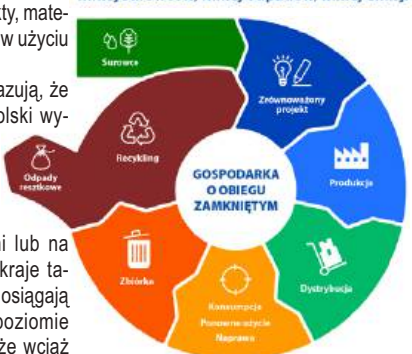 kty, mate-
w użyciu
azują, że
olski wy-
ni lub na
kraje ta-
osiągają
poziomie
że wciąż
Surowce
Zrównoważony
projekt
Recykling
Odpady
resztkowe
GOSPODARKA
O OBIEGU
ZAMKNIĘTYM
Produkcja
Zbiórka
Dystrybucja
Konsumpcja
Ponowne użycie
Naprawa